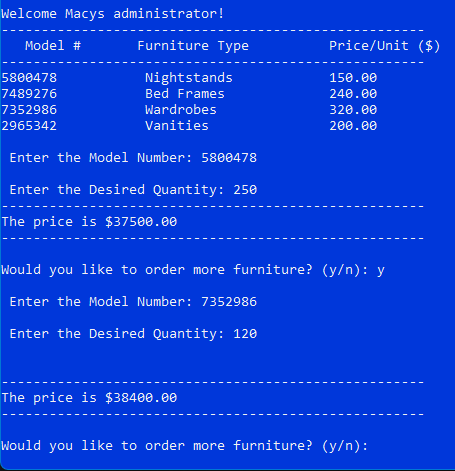 Welcome Macys administrator!
-----------------------------------------------------
Model # Furniture Type Price/Unit ($)
-----------------------------------------------------
5800478 Nightstands 150.00
7489276 Bed Frames 240.00
7352986 Wardrobes 320.00
2965342 Vanities 200.00
Enter the Model Number: 5800478
Enter the Desired Quantity: 250
-----------------------------------------------------
The price is $37500.00
-----------------------------------------------------
Would you like to order more furniture? (y/n): y
Enter the Model Number: 7352986
Enter the Desired Quantity: 120
-----------------------------------------------------
The price is $38400.00
-----------------------------------------------------
Would you like to order more furniture? (y/n):